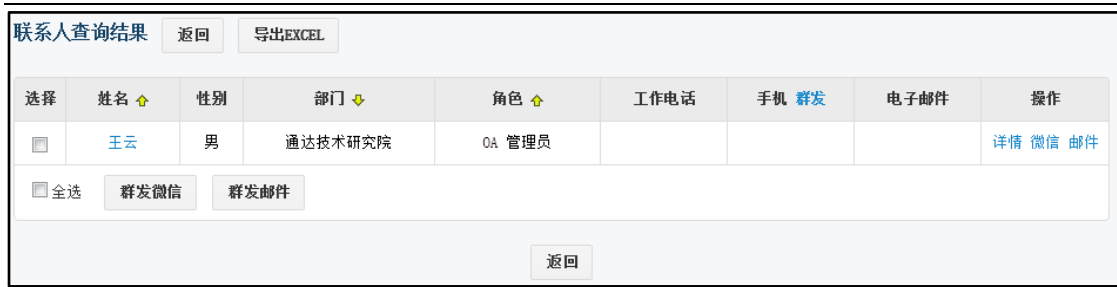 联系人查询结果 返回 导出EXCEL
选择 姓名 性别 部门 角色 工作电话 手机 群发 电子邮件 操作
王云 男 通达技术研究院 OA 管理员 详情 微信 邮件
全选 群发微信 群发邮件
返回